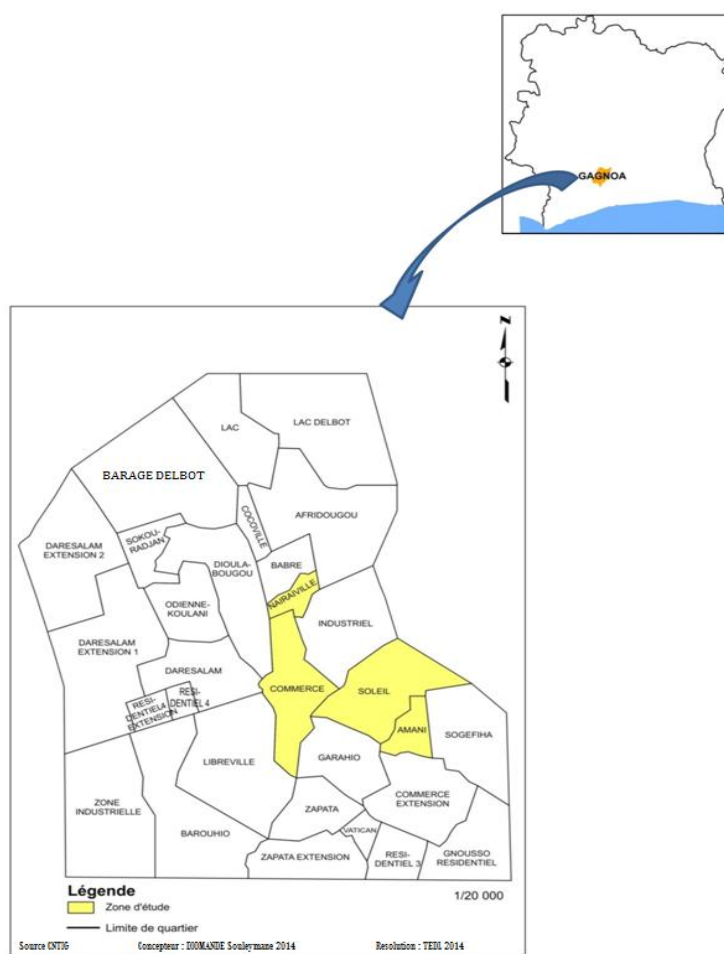 GAGNOA
N
LAC
LAC DELBOT
BARAGE DELBOT
COCOVILLE
AFRIDOUGOU
DARESALAM
EXTENSION 2
SOKOU-
RADJAN
DIOULA-
BOUGOU
BABRE
NAIRAIVILLE
ODIENNE-
KOULANI
INDUSTRIEL
DARESALAM
EXTENSION 1
DARESALAM
COMMERCE
SOLEIL
RESI-
DENTIEL4
EXTENSION
RESI-
DENTIEL 4
AMANI
SOGEFIHA
LIBREVILLE
GARAHIO
ZONE
INDUSTRIELLE
COMMERCE
EXTENSION
ZAPATA
BAROUHIO
VATICAN
ZAPATA EXTENSION
RESI-
DENTIEL 3
GNOUSSO
RESIDENTIEL
Légende
1/20 000
Zone d'étude
Limite de quartier
Source CNTIG Concepteur : DIOMANDE Souleymane 2014 Resolution : TEDI, 2014